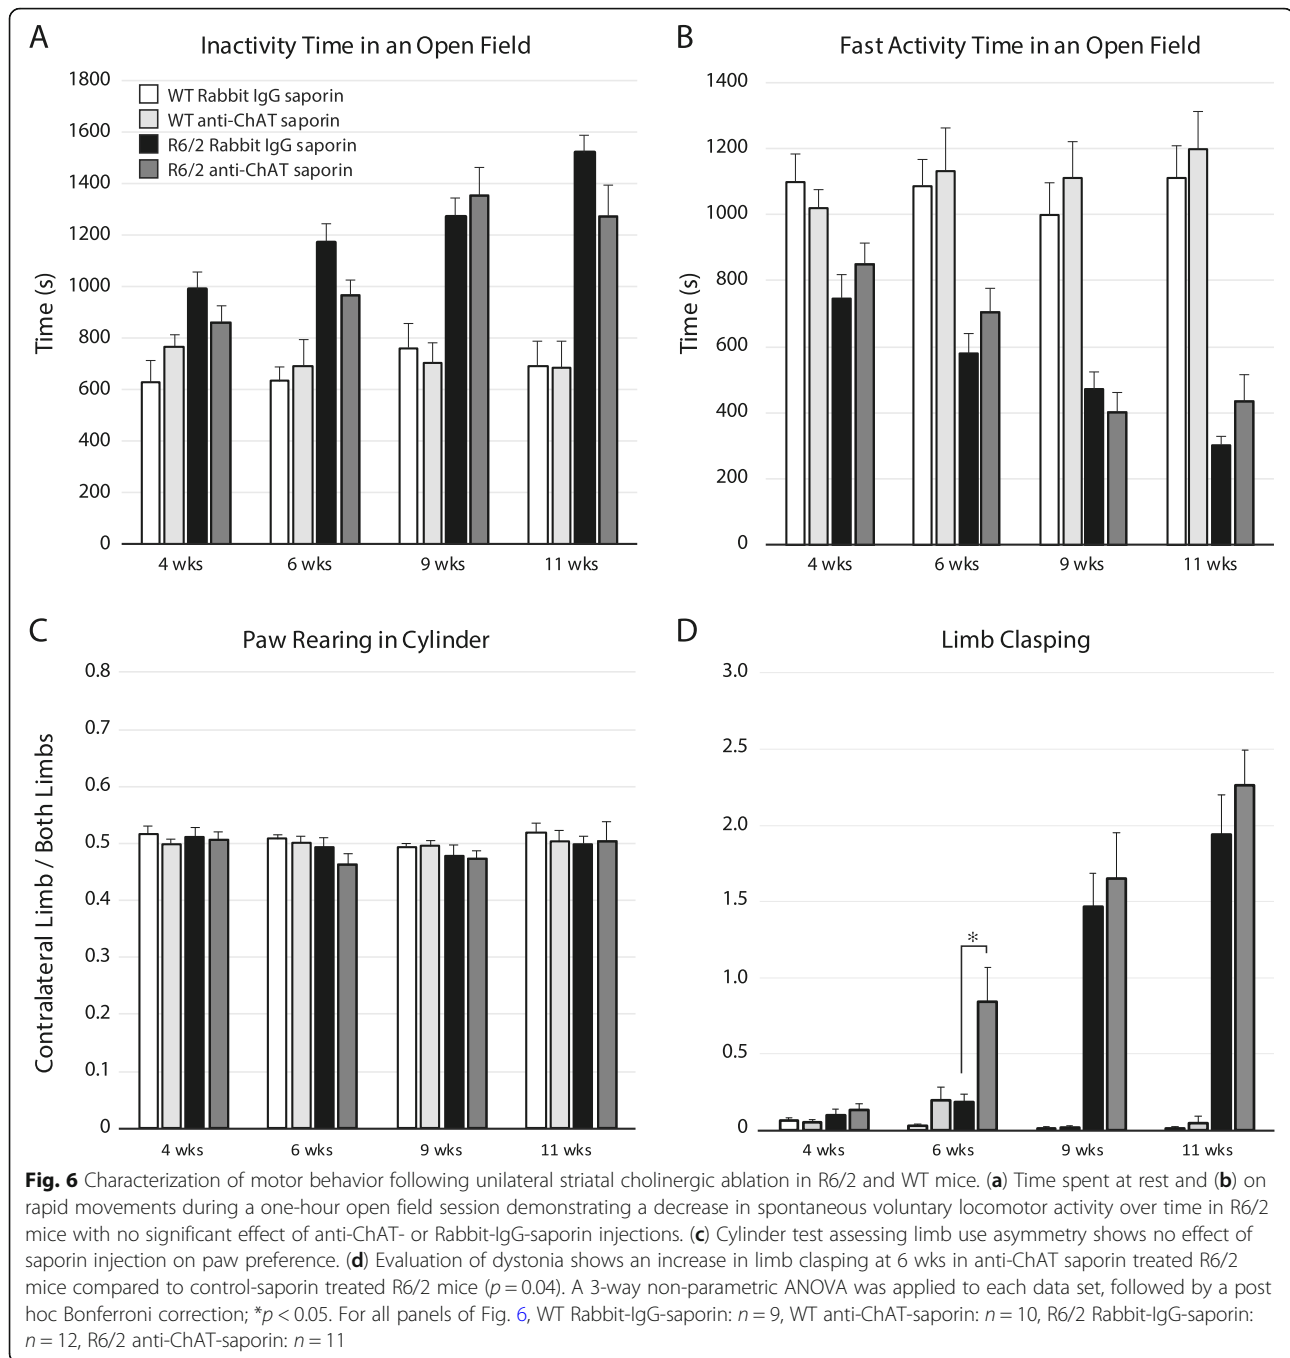 A
Inactivity Time in an Open Field
1800
1600
1400
1200
1000
800
600
400
200
0
Time (s)
WT Rabbit IgG saporin
WT anti-ChAT saporin
R6/2 Rabbit IgG saporin
R6/2 anti-ChAT saporin
4 wks
6 wks
9 wks
11 wks
B
Fast Activity Time in an Open Field
1400
1200
1000
800
600
400
200
0
Time (s)
4 wks
6 wks
9 wks
11 wks
C
Paw Rearing in Cylinder
0.8
0.7
0.6
0.5
0.4
0.3
0.2
0.1
0
Contralateral Limb / Both Limbs
4 wks
6 wks
9 wks
11 wks
D
Limb Clasping
3.0
2.5
2.0
1.5
1.0
0.5
0
*
4 wks
6 wks
9 wks
11 wks
Fig. 6 Characterization of motor behavior following unilateral striatal cholinergic ablation in R6/2 and WT mice. (a) Time spent at rest and (b) on
rapid movements during a one-hour open field session demonstrating a decrease in spontaneous voluntary locomotor activity over time in R6/2
mice with no significant effect of anti-ChAT- or Rabbit-IgG-saporin injections. (c) Cylinder test assessing limb use asymmetry shows no effect of
saporin injection on paw preference. (d) Evaluation of dystonia shows an increase in limb clasping at 6 wks in anti-ChAT saporin treated R6/2
mice compared to control-saporin treated R6/2 mice (p = 0.04). A 3-way non-parametric ANOVA was applied to each data set, followed by a post
hoc Bonferroni correction; *p < 0.05. For all panels of Fig. 6, WT Rabbit-IgG-saporin: n = 9, WT anti-ChAT-saporin: n = 10, R6/2 Rabbit-IgG-saporin:
n = 12, R6/2 anti-ChAT-saporin: n = 11